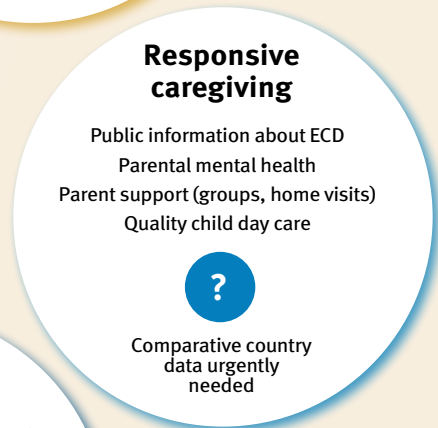 Responsive
caregiving
Public information about ECD
Parental mental health
Parent support (groups, home visits)
Quality child day care
?
Comparative country
data urgently
needed